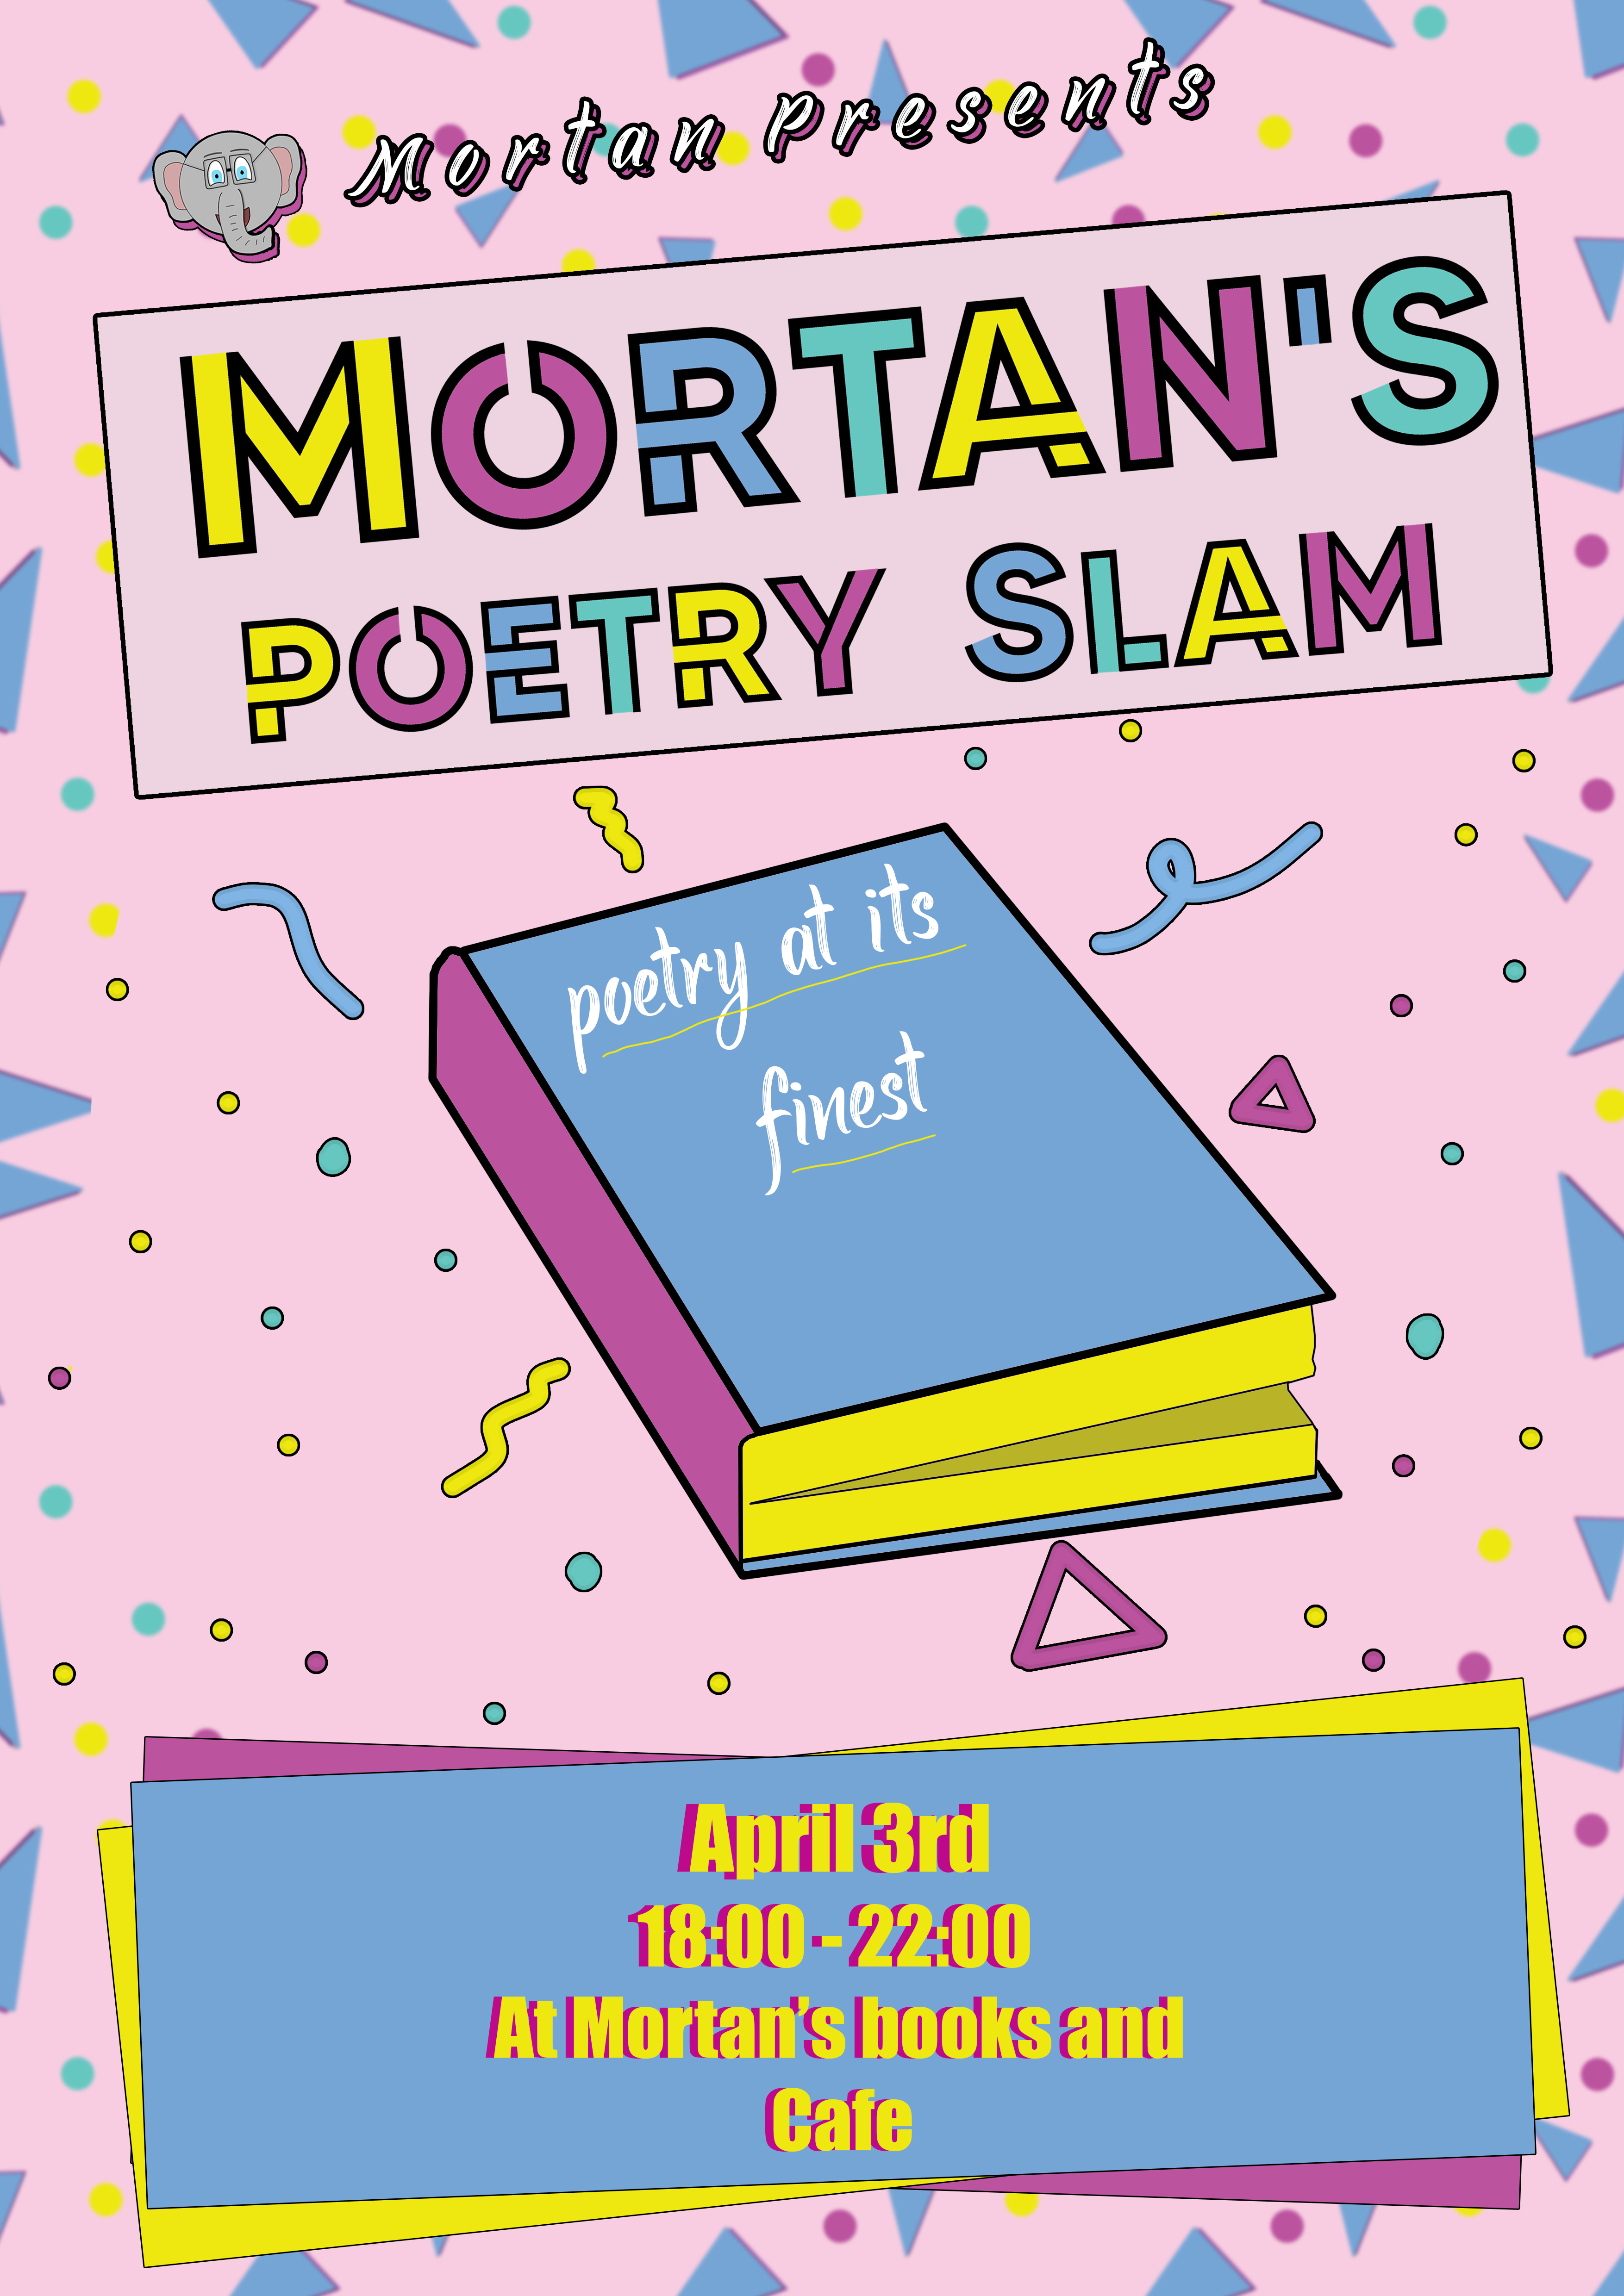 Mortan presents
MORTAN'S
POETRY SLAM
poetry at its
finest
April 3rd
18:00 - 22:00
At Mortan’s books and
Cafe